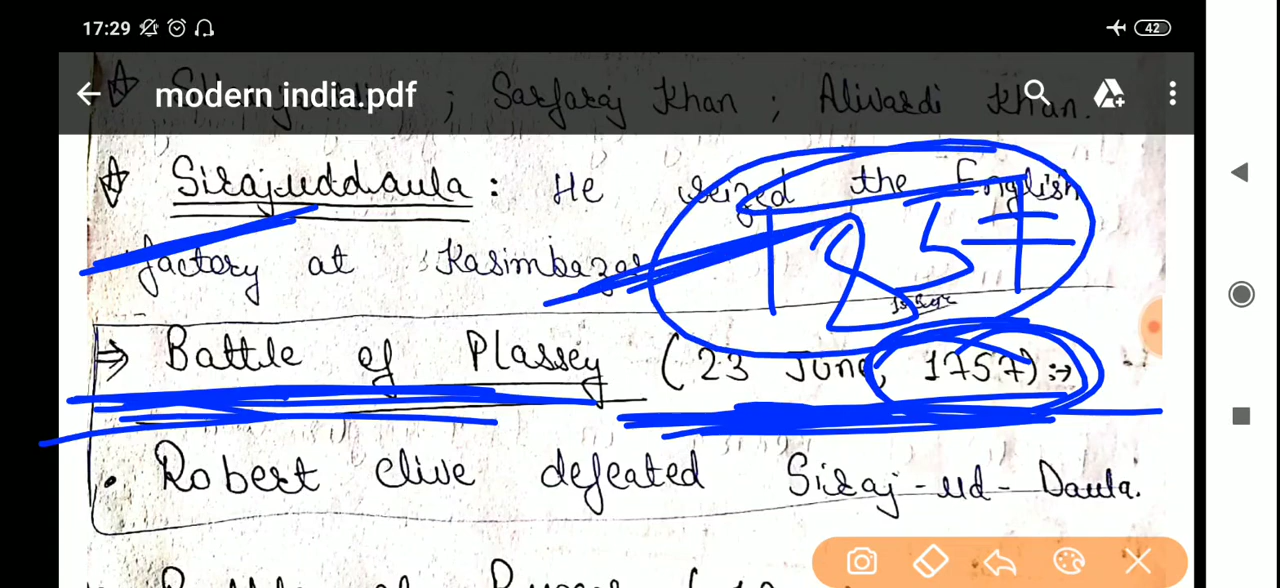 17:29 42
modern india.pdf
; Sarfaraj Khan ; Alivardi Khan.
Sirajuddaula : He seized the English
factory at Kasimbazar
1857
⇒ Battle of Plassey (23 June, 1757) :→
• Robert clive defeated Siraj-ud-Daula.